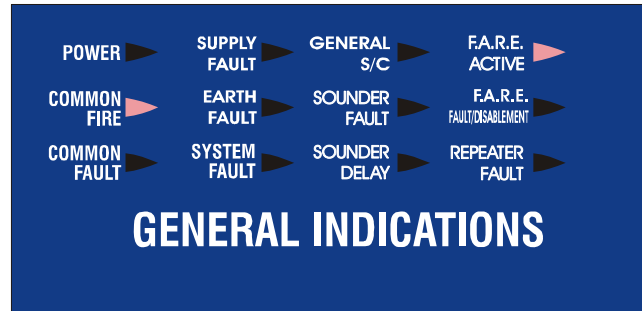 POWER
SUPPLY
FAULT
GENERAL
S/C
F.A.R.E.
ACTIVE
COMMON
FIRE
EARTH
FAULT
SOUNDER
FAULT
F.A.R.E.
FAULT/DISABLEMENT
COMMON
FAULT
SYSTEM
FAULT
SOUNDER
DELAY
REPEATER
FAULT
GENERAL INDICATIONS